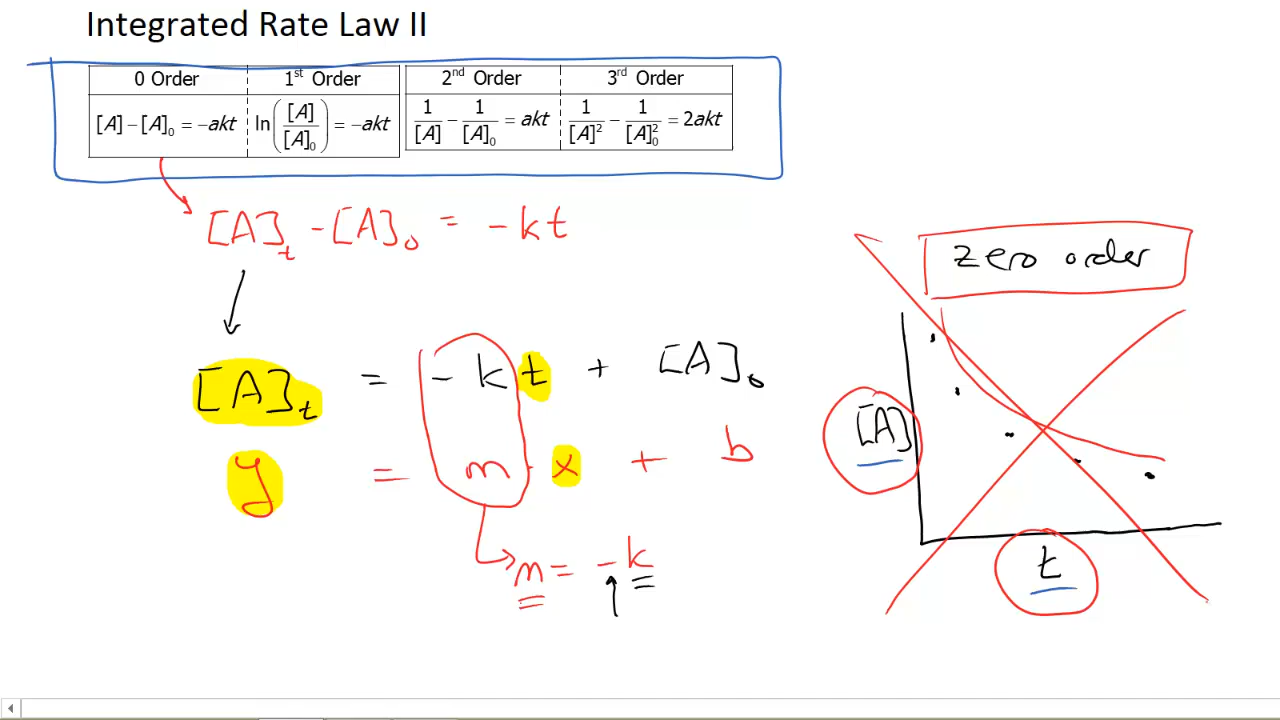 Integrated Rate Law II
0 Order 1st Order 2nd Order 3rd Order
[A] − [A]₀ = −akt ln([A]/[A]₀) = −akt 1/[A] − 1/[A]₀ = akt 1/[A]² − 1/[A]₀² = 2akt
[A]t - [A]₀ = -kt
zero order
[A]t = -kt + [A]₀
[A]
y = m · x + b
m = -k
t